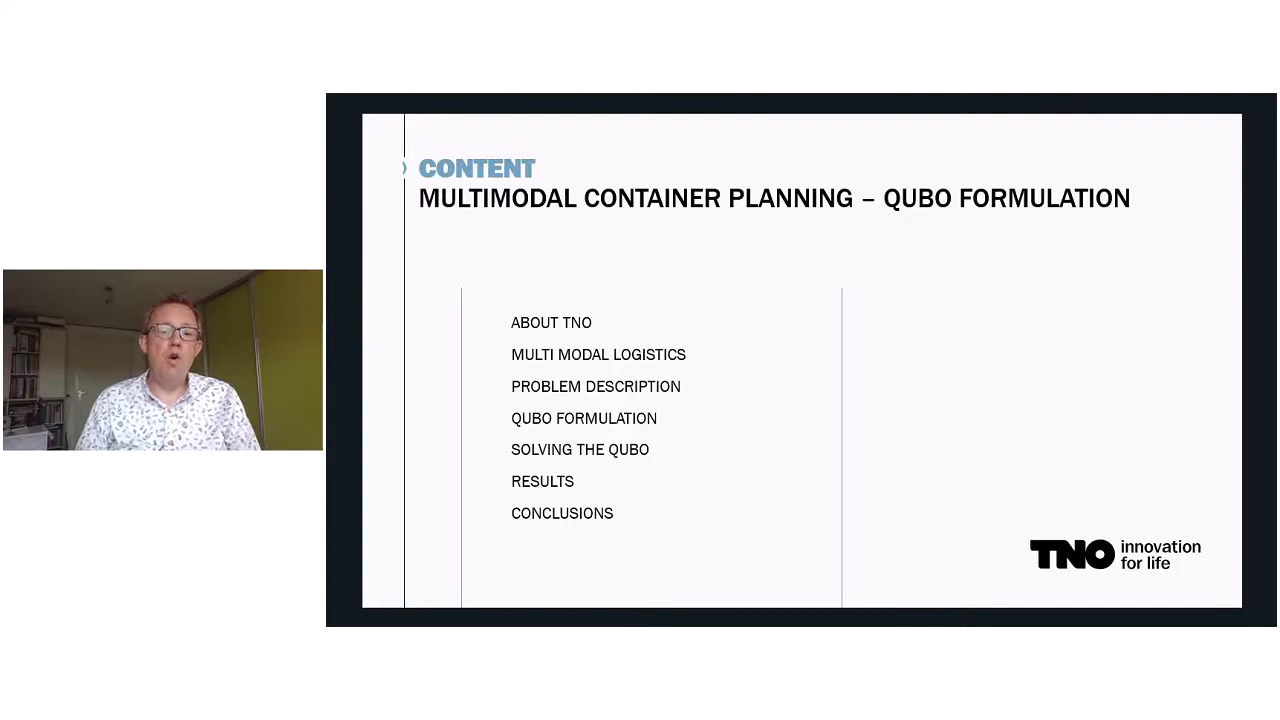 CONTENT
MULTIMODAL CONTAINER PLANNING – QUBO FORMULATION
ABOUT TNO
MULTI MODAL LOGISTICS
PROBLEM DESCRIPTION
QUBO FORMULATION
SOLVING THE QUBO
RESULTS
CONCLUSIONS
TNO innovation
for life